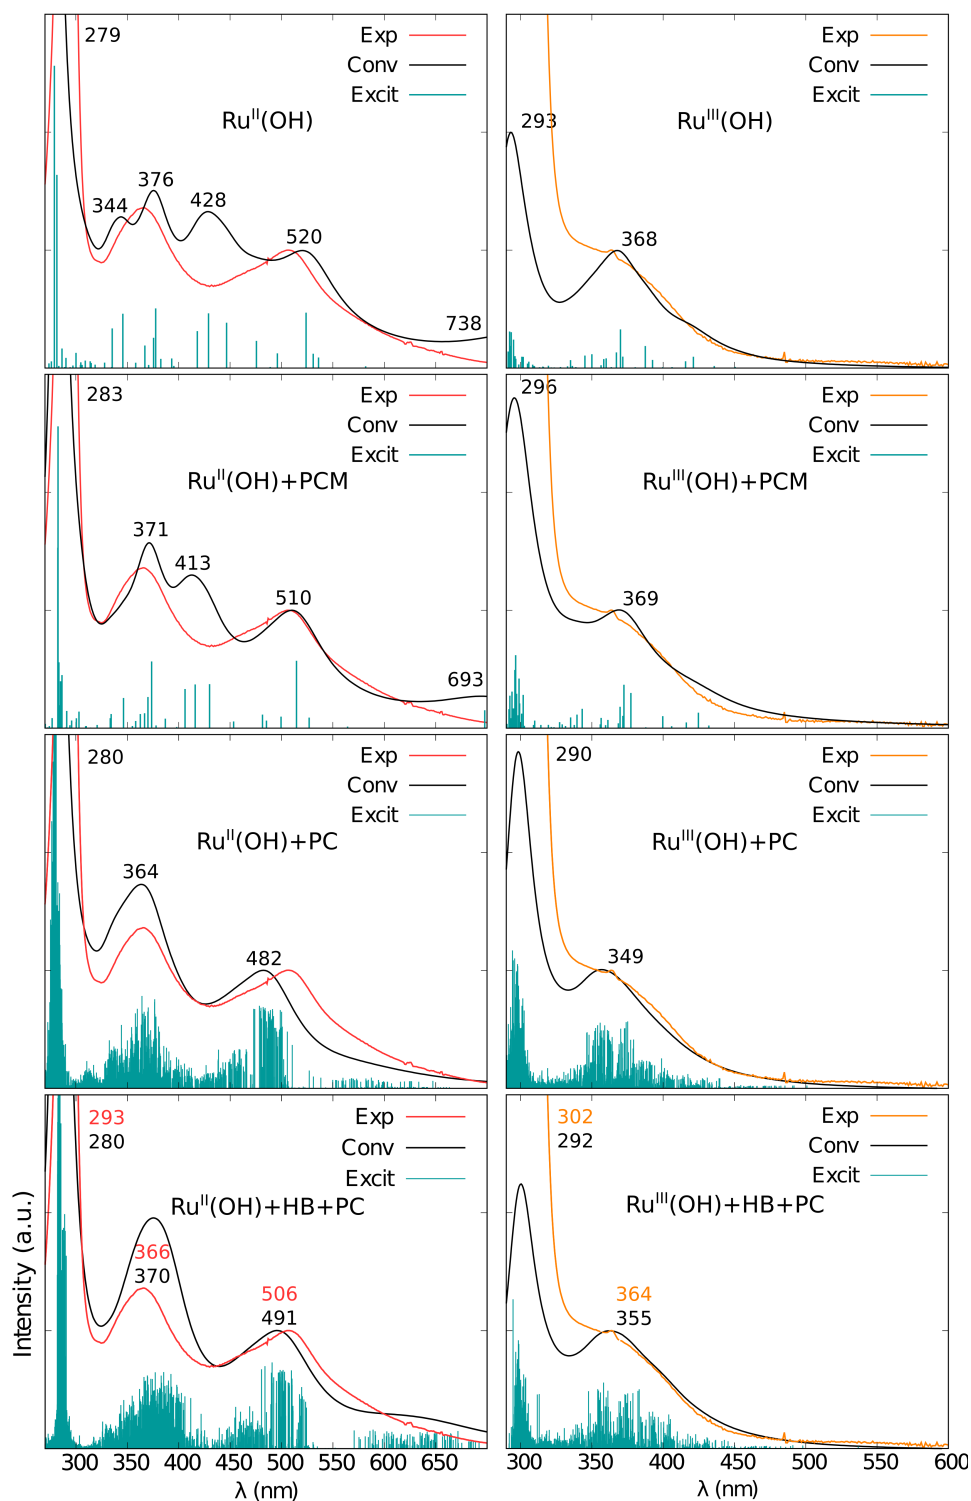 279
Exp
Conv
Excit
Ru^II(OH)
344
376
428
520
738
Exp
Conv
Excit
Ru^III(OH)
293
368
283
Exp
Conv
Excit
Ru^II(OH)+PCM
371
413
510
693
296
Exp
Conv
Excit
Ru^III(OH)+PCM
369
280
Exp
Conv
Excit
Ru^II(OH)+PC
364
482
290
Exp
Conv
Excit
Ru^III(OH)+PC
349
293
280
Exp
Conv
Excit
Ru^II(OH)+HB+PC
366
370
506
491
302
292
Exp
Conv
Excit
Ru^III(OH)+HB+PC
364
355
Intensity (a.u.)
300 350 400 450 500 550 600 650
λ (nm)
300 350 400 450 500 550 600
λ (nm)